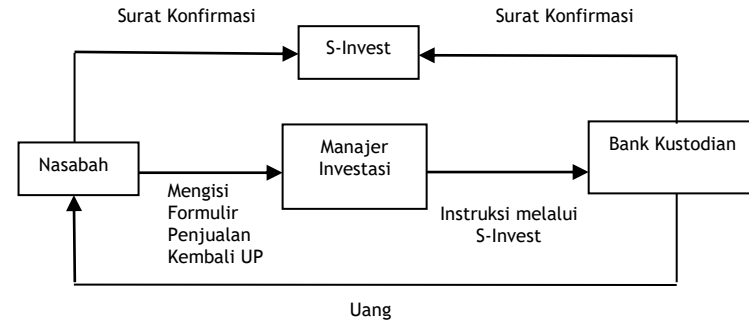 Surat Konfirmasi
Surat Konfirmasi
S-Invest
Nasabah
Manajer
Investasi
Bank Kustodian
Mengisi
Formulir
Penjualan
Kembali UP
Instruksi melalui
S-Invest
Uang